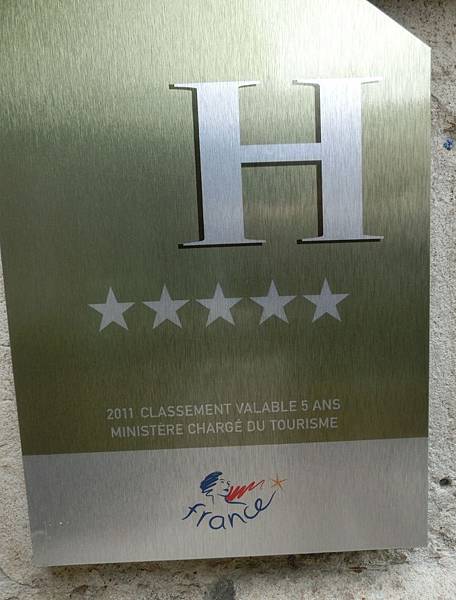 H
★★★★★
2011 CLASSEMENT VALABLE 5 ANS
MINISTÈRE CHARGÉ DU TOURISME
france